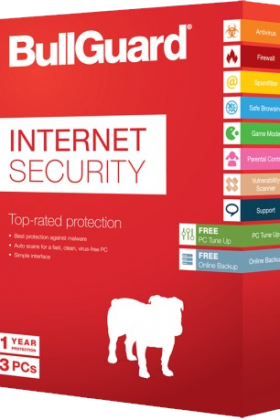 BullGuard
INTERNET
SECURITY
Top-rated protection
Best protection against malware
Auto scans for a fast, clean, virus-free PC
Simple interface
1 YEAR
PROTECTION
3 PCs
Antivirus
Firewall
Spamfilter
Safe Browsing
Game Mode
Parental Contr
Vulnerability
Scanner
Support
FREE
PC Tune Up
PC Tune Up
FREE
Online Backup
Online Backup